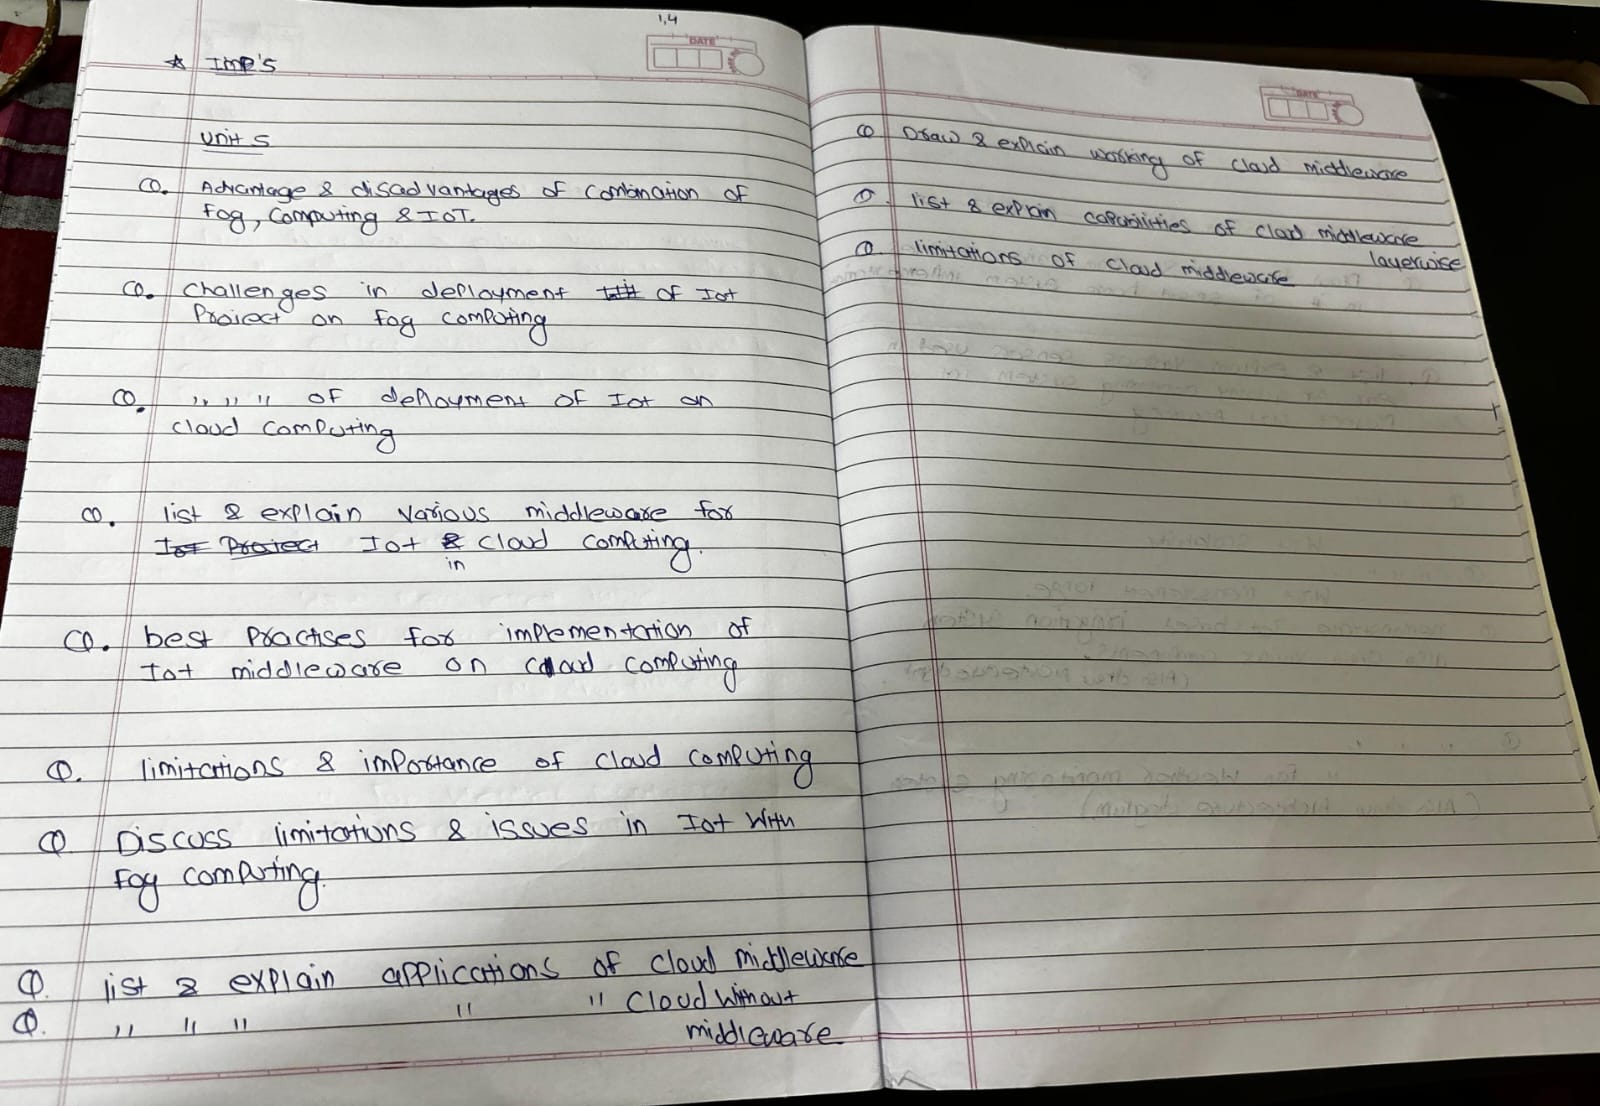 1,4
DATE
☆ IMP's
Unit 5
Q. Advantage & disadvantages of combination of
Fog, Computing & IoT.
Q. Challenges in deployment of Iot
Project on fog computing
Q. ,, ,, ,, of deployment of Iot on
cloud computing
Q. list & explain various middleware for
Iot Project Iot & cloud computing.
in
Q. best practises for implementation of
Iot middleware on cloud computing
Q. limitations & importance of cloud computing
Q Discuss limitations & issues in Iot With
Fog computing.
Q. list & explain applications of cloud middleware
Q. ,, ,, ,, ,, ,, Cloud without
middleware
DATE
Q Draw & explain working of cloud middleware
Q. list & explain capabilities of cloud middleware
layerwise
Q. limitations of cloud middleware